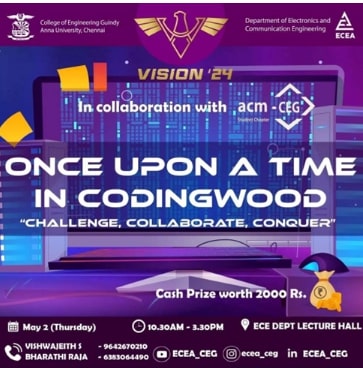 College of Engineering Guindy
Anna University, Chennai
Department of Electronics and
Communication Engineering
ECEA
VISION '24
In collaboration with acm-CEG
Student Chapter
ONCE UPON A TIME
IN CODINGWOOD
"CHALLENGE, COLLABORATE, CONQUER"
Cash Prize worth 2000 Rs.
May 2 (Thursday)
10.30AM - 3.30PM
ECE DEPT LECTURE HALL
VISHWAJEITH S - 9642670210
BHARATHI RAJA - 6383064490
ECEA_CEG
ecea_ceg
in ECEA_CEG